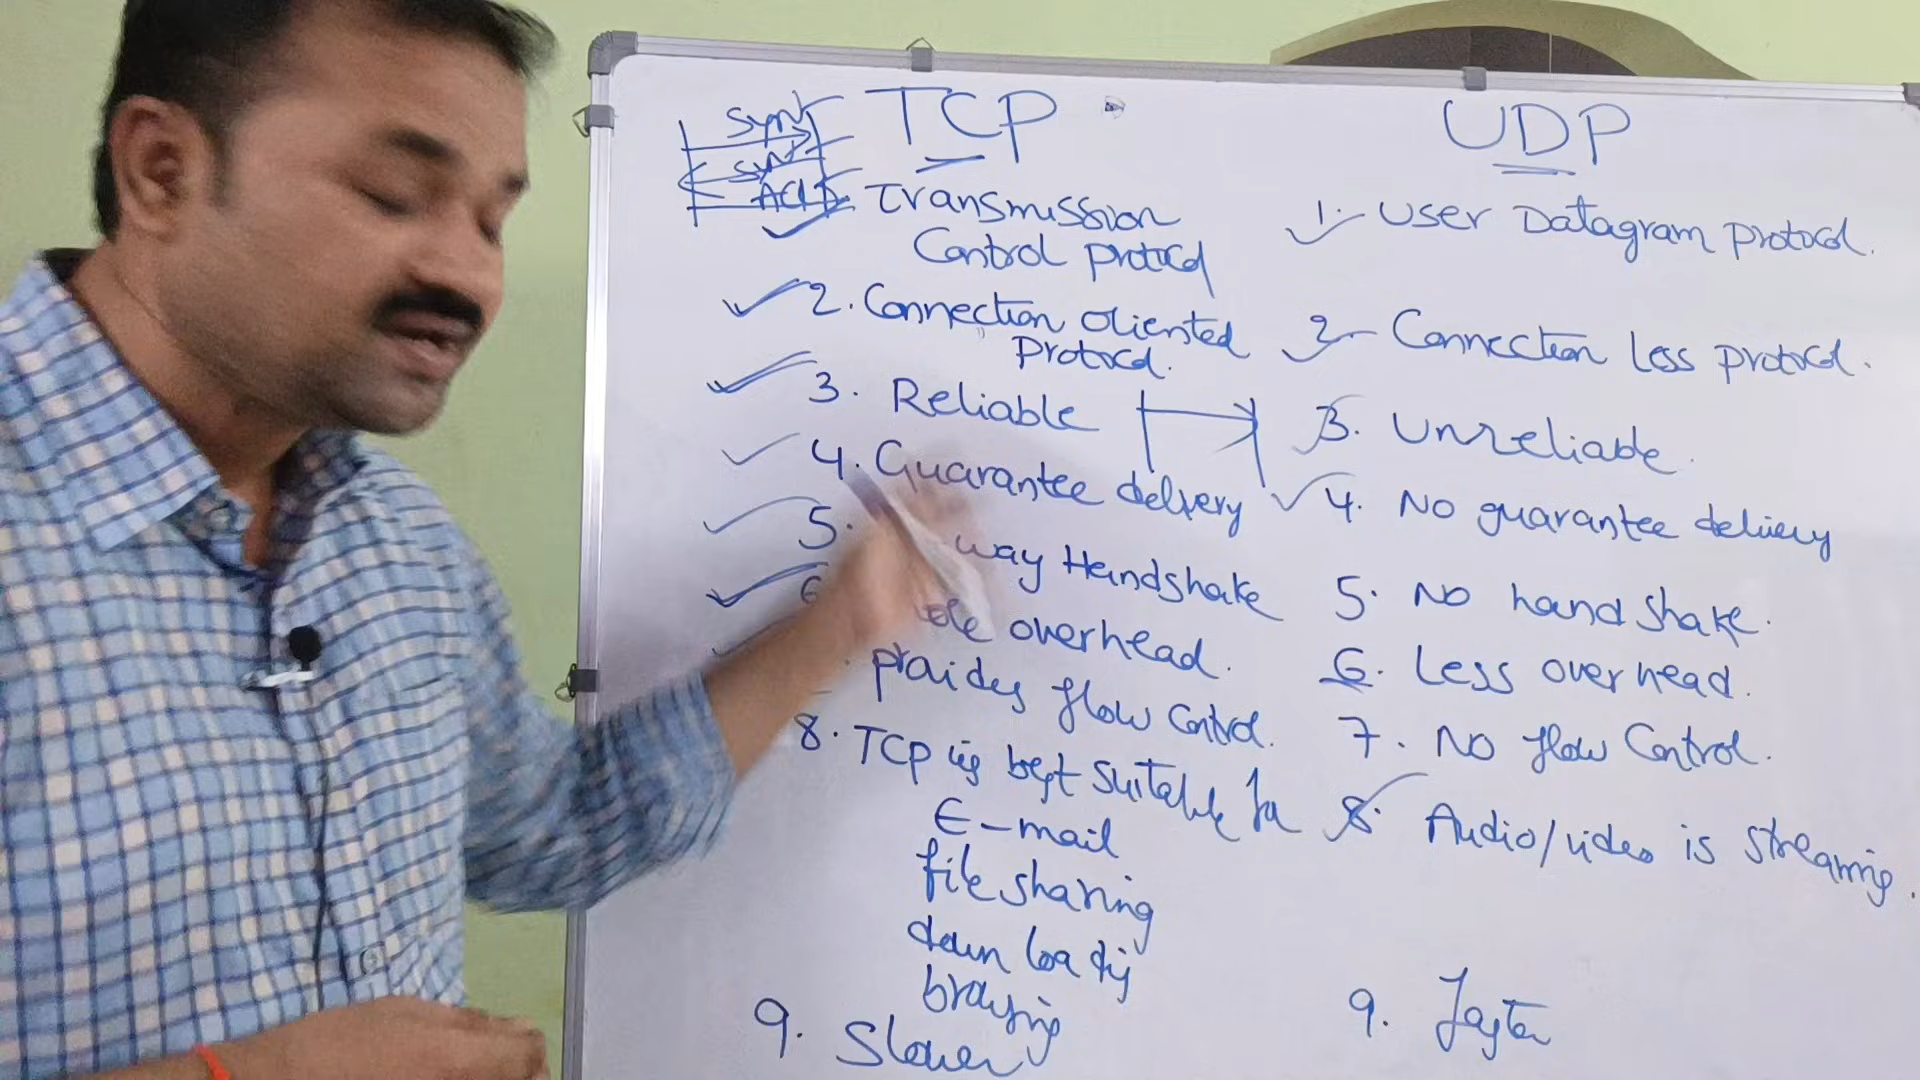 SYN
TCP
SYN
ACK
Transmission
Control protocol
2. Connection oriented
protocol.
3. Reliable
4. Guarantee delivery
5. way Handshake
6 overhead.
provides flow control.
8. TCP is best suitable for
E-mail
file sharing
down loading
browsing
9. Slower
UDP
1. User Datagram protocol.
2. Connection less protocol.
3. Unreliable.
4. No guarantee delivery
5. No hand shake.
6. Less over head.
7. No flow control.
8. Audio/video is streaming.
9. Faster